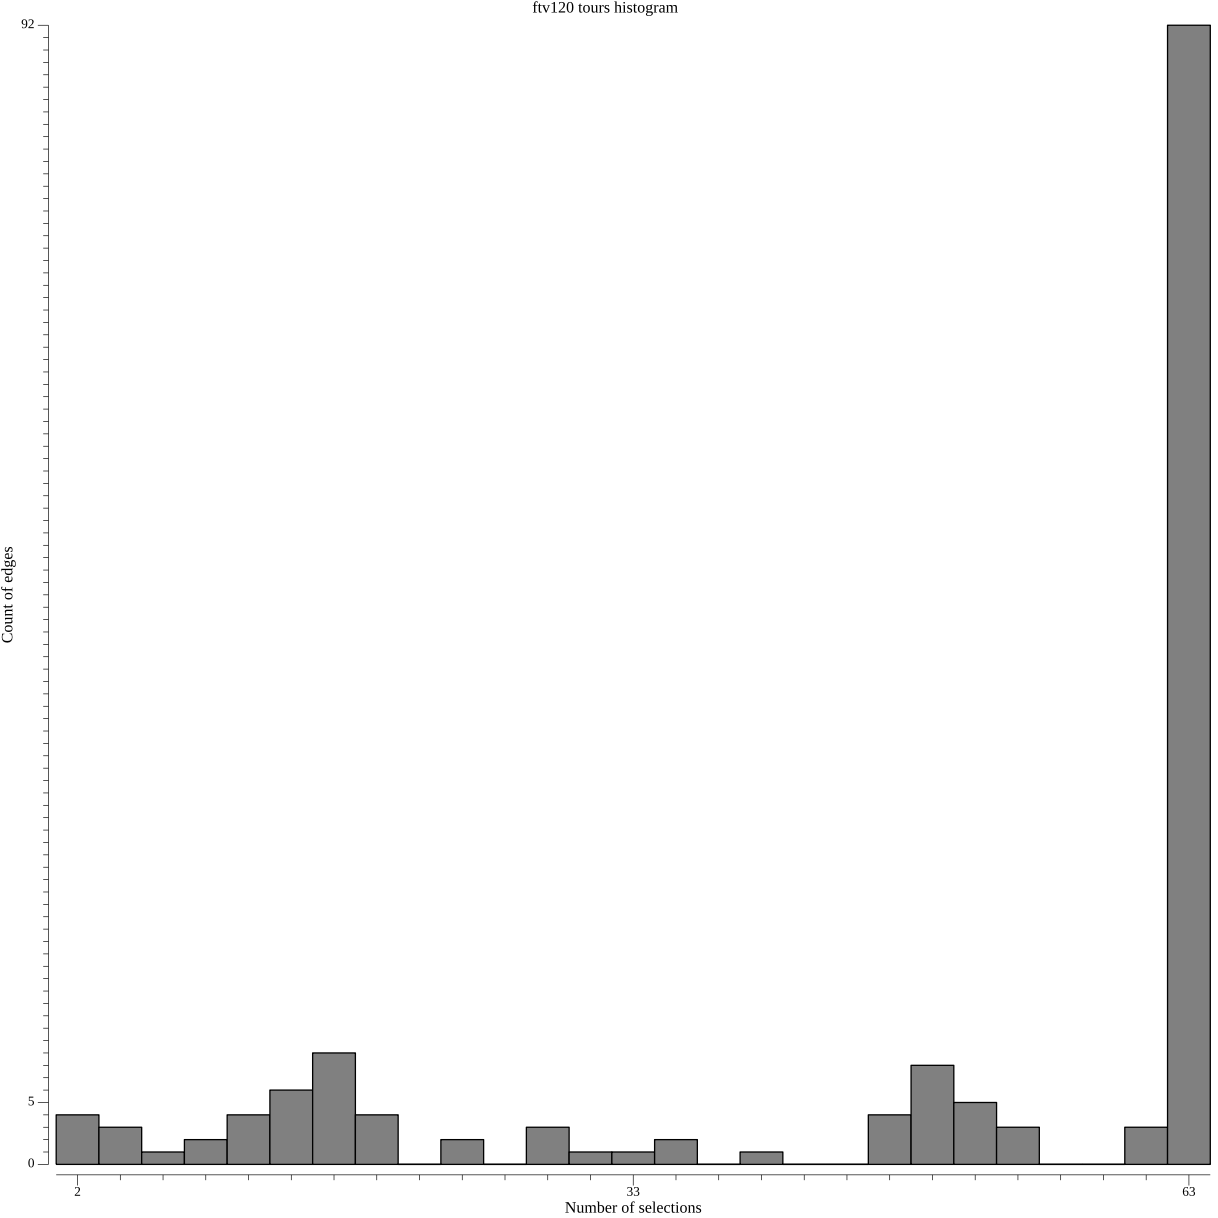 ftv120 tours histogram
92
Count of edges
5
0
2 33 63
Number of selections